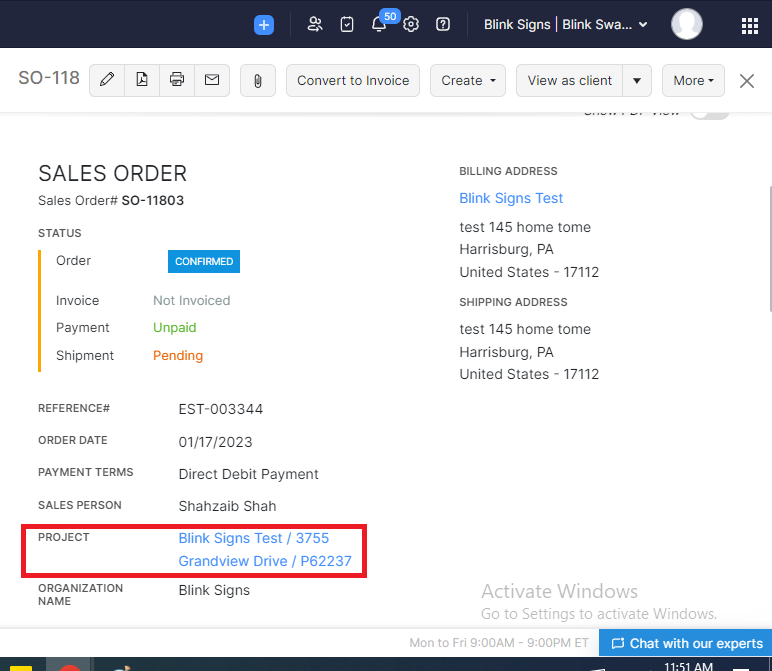 50
Blink Signs | Blink Swa...
SO-118
Convert to Invoice
Create
View as client
More
Show PDF View
SALES ORDER
Sales Order# SO-11803
STATUS
Order CONFIRMED
Invoice Not Invoiced
Payment Unpaid
Shipment Pending
REFERENCE# EST-003344
ORDER DATE 01/17/2023
PAYMENT TERMS Direct Debit Payment
SALES PERSON Shahzaib Shah
PROJECT Blink Signs Test / 3755
Grandview Drive / P62237
ORGANIZATION Blink Signs
NAME
BILLING ADDRESS
Blink Signs Test
test 145 home tome
Harrisburg, PA
United States - 17112
SHIPPING ADDRESS
test 145 home tome
Harrisburg, PA
United States - 17112
Activate Windows
Go to Settings to activate Windows.
Mon to Fri 9:00AM - 9:00PM ET
Chat with our experts
11:51 AM